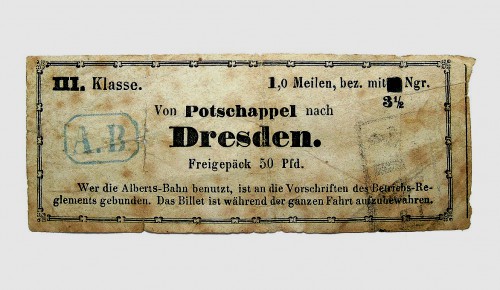 III. Klasse.
1,0 Meilen, bez. mit Ngr.
3½
Von Potschappel nach
A.B
Dresden.
Freigepäck 50 Pfd.
Wer die Alberts-Bahn benutzt, ist an die Vorschriften des Betriebs-Re-
glements gebunden. Das Billet ist während der ganzen Fahrt aufzubewahren.